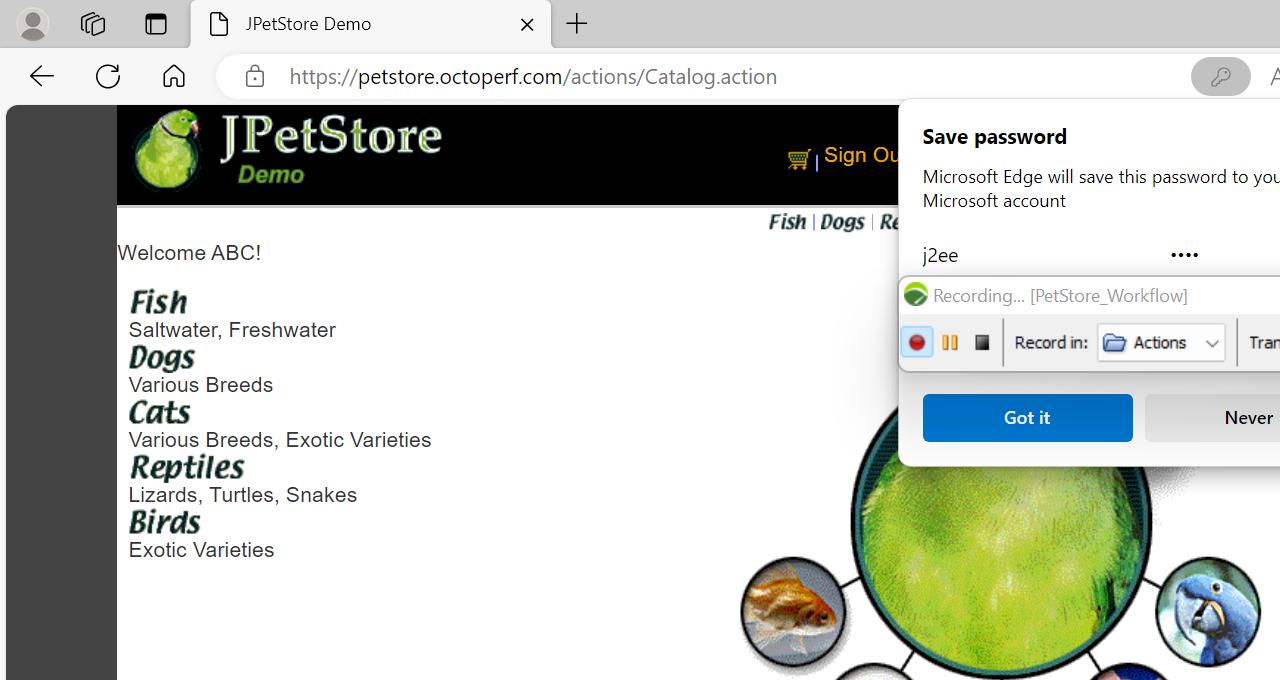 JPetStore Demo
https://petstore.octoperf.com/actions/Catalog.action
JPetStore
Demo
Sign Ou
Fish | Dogs | Re
Welcome ABC!
Fish
Saltwater, Freshwater
Dogs
Various Breeds
Cats
Various Breeds, Exotic Varieties
Reptiles
Lizards, Turtles, Snakes
Birds
Exotic Varieties
Save password
Microsoft Edge will save this password to you
Microsoft account
j2ee ••••
Recording... [PetStore_Workflow]
Record in: Actions Tran
Got it Never